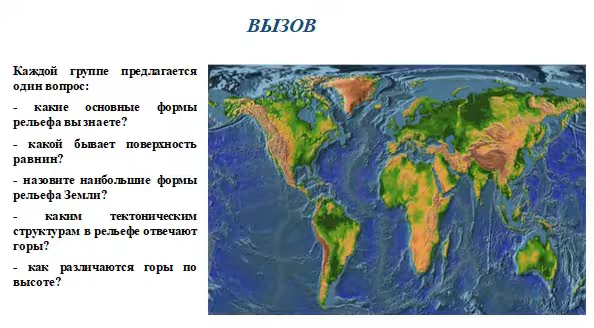 ВЫЗОВ
Каждой группе предлагается
один вопрос:
- какие основные формы
рельефа вы знаете?
- какой бывает поверхность
равнин?
- назовите наибольшие формы
рельефа Земли?
- каким тектоническим
структурам в рельефе отвечают
горы?
- как различаются горы по
высоте?